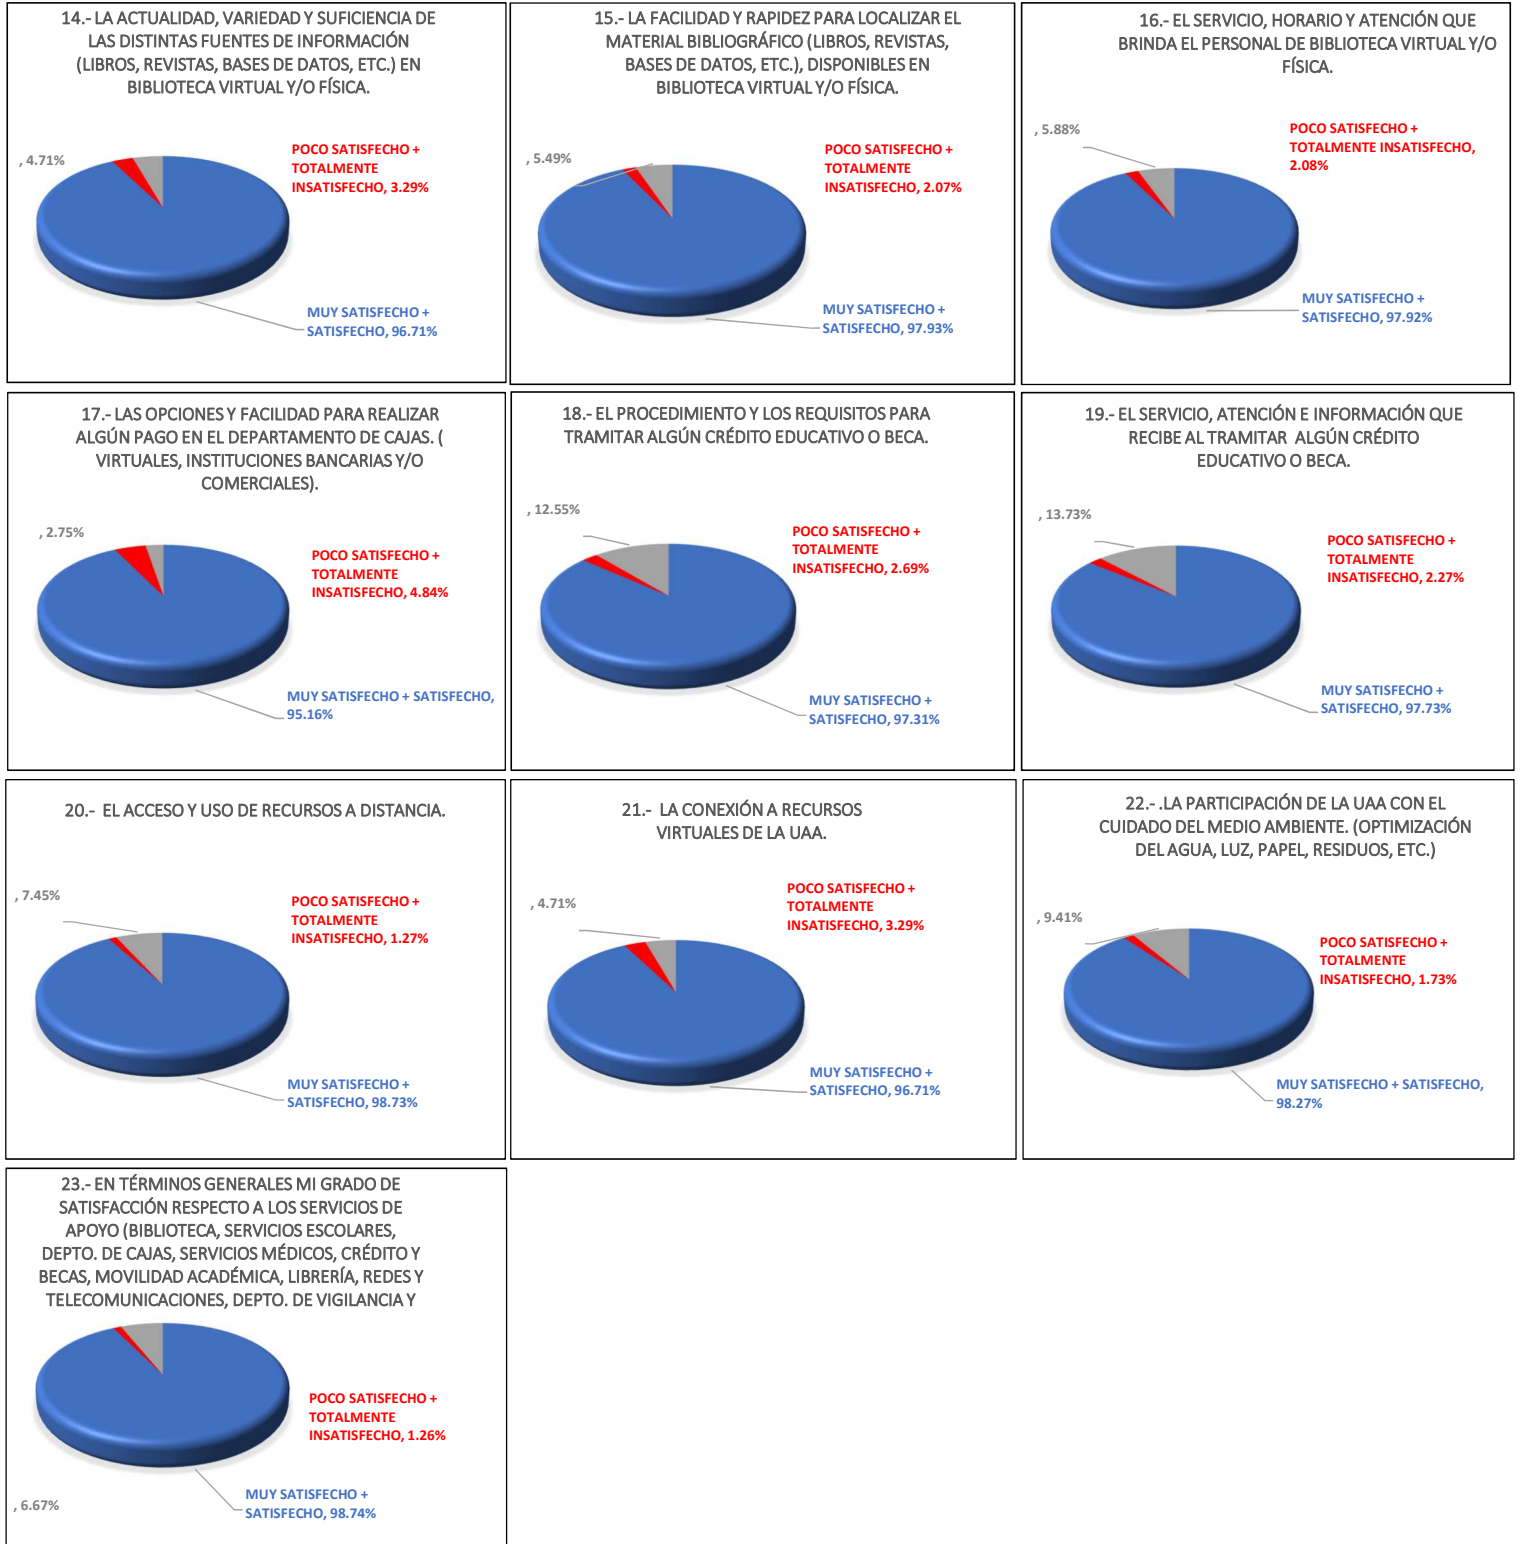 14.- LA ACTUALIDAD, VARIEDAD Y SUFICIENCIA DE
LAS DISTINTAS FUENTES DE INFORMACIÓN
(LIBROS, REVISTAS, BASES DE DATOS, ETC.) EN
BIBLIOTECA VIRTUAL Y/O FÍSICA.
, 4.71%
POCO SATISFECHO +
TOTALMENTE
INSATISFECHO, 3.29%
MUY SATISFECHO +
SATISFECHO, 96.71%
15.- LA FACILIDAD Y RAPIDEZ PARA LOCALIZAR EL
MATERIAL BIBLIOGRÁFICO (LIBROS, REVISTAS,
BASES DE DATOS, ETC.), DISPONIBLES EN
BIBLIOTECA VIRTUAL Y/O FÍSICA.
, 5.49%
POCO SATISFECHO +
TOTALMENTE
INSATISFECHO, 2.07%
MUY SATISFECHO +
SATISFECHO, 97.93%
16.- EL SERVICIO, HORARIO Y ATENCIÓN QUE
BRINDA EL PERSONAL DE BIBLIOTECA VIRTUAL Y/O
FÍSICA.
, 5.88%
POCO SATISFECHO +
TOTALMENTE INSATISFECHO,
2.08%
MUY SATISFECHO +
SATISFECHO, 97.92%
17.- LAS OPCIONES Y FACILIDAD PARA REALIZAR
ALGÚN PAGO EN EL DEPARTAMENTO DE CAJAS. (
VIRTUALES, INSTITUCIONES BANCARIAS Y/O
COMERCIALES).
, 2.75%
POCO SATISFECHO +
TOTALMENTE
INSATISFECHO, 4.84%
MUY SATISFECHO + SATISFECHO,
95.16%
18.- EL PROCEDIMIENTO Y LOS REQUISITOS PARA
TRAMITAR ALGÚN CRÉDITO EDUCATIVO O BECA.
, 12.55%
POCO SATISFECHO +
TOTALMENTE
INSATISFECHO, 2.69%
MUY SATISFECHO +
SATISFECHO, 97.31%
19.- EL SERVICIO, ATENCIÓN E INFORMACIÓN QUE
RECIBE AL TRAMITAR ALGÚN CRÉDITO
EDUCATIVO O BECA.
, 13.73%
POCO SATISFECHO +
TOTALMENTE
INSATISFECHO, 2.27%
MUY SATISFECHO +
SATISFECHO, 97.73%
20.- EL ACCESO Y USO DE RECURSOS A DISTANCIA.
, 7.45%
POCO SATISFECHO +
TOTALMENTE
INSATISFECHO, 1.27%
MUY SATISFECHO +
SATISFECHO, 98.73%
21.- LA CONEXIÓN A RECURSOS
VIRTUALES DE LA UAA.
, 4.71%
POCO SATISFECHO +
TOTALMENTE
INSATISFECHO, 3.29%
MUY SATISFECHO +
SATISFECHO, 96.71%
22.- .LA PARTICIPACIÓN DE LA UAA CON EL
CUIDADO DEL MEDIO AMBIENTE. (OPTIMIZACIÓN
DEL AGUA, LUZ, PAPEL, RESIDUOS, ETC.)
, 9.41%
POCO SATISFECHO +
TOTALMENTE
INSATISFECHO, 1.73%
MUY SATISFECHO + SATISFECHO,
98.27%
23.- EN TÉRMINOS GENERALES MI GRADO DE
SATISFACCIÓN RESPECTO A LOS SERVICIOS DE
APOYO (BIBLIOTECA, SERVICIOS ESCOLARES,
DEPTO. DE CAJAS, SERVICIOS MÉDICOS, CRÉDITO Y
BECAS, MOVILIDAD ACADÉMICA, LIBRERÍA, REDES Y
TELECOMUNICACIONES, DEPTO. DE VIGILANCIA Y
POCO SATISFECHO +
TOTALMENTE
INSATISFECHO, 1.26%
MUY SATISFECHO +
SATISFECHO, 98.74%
, 6.67%